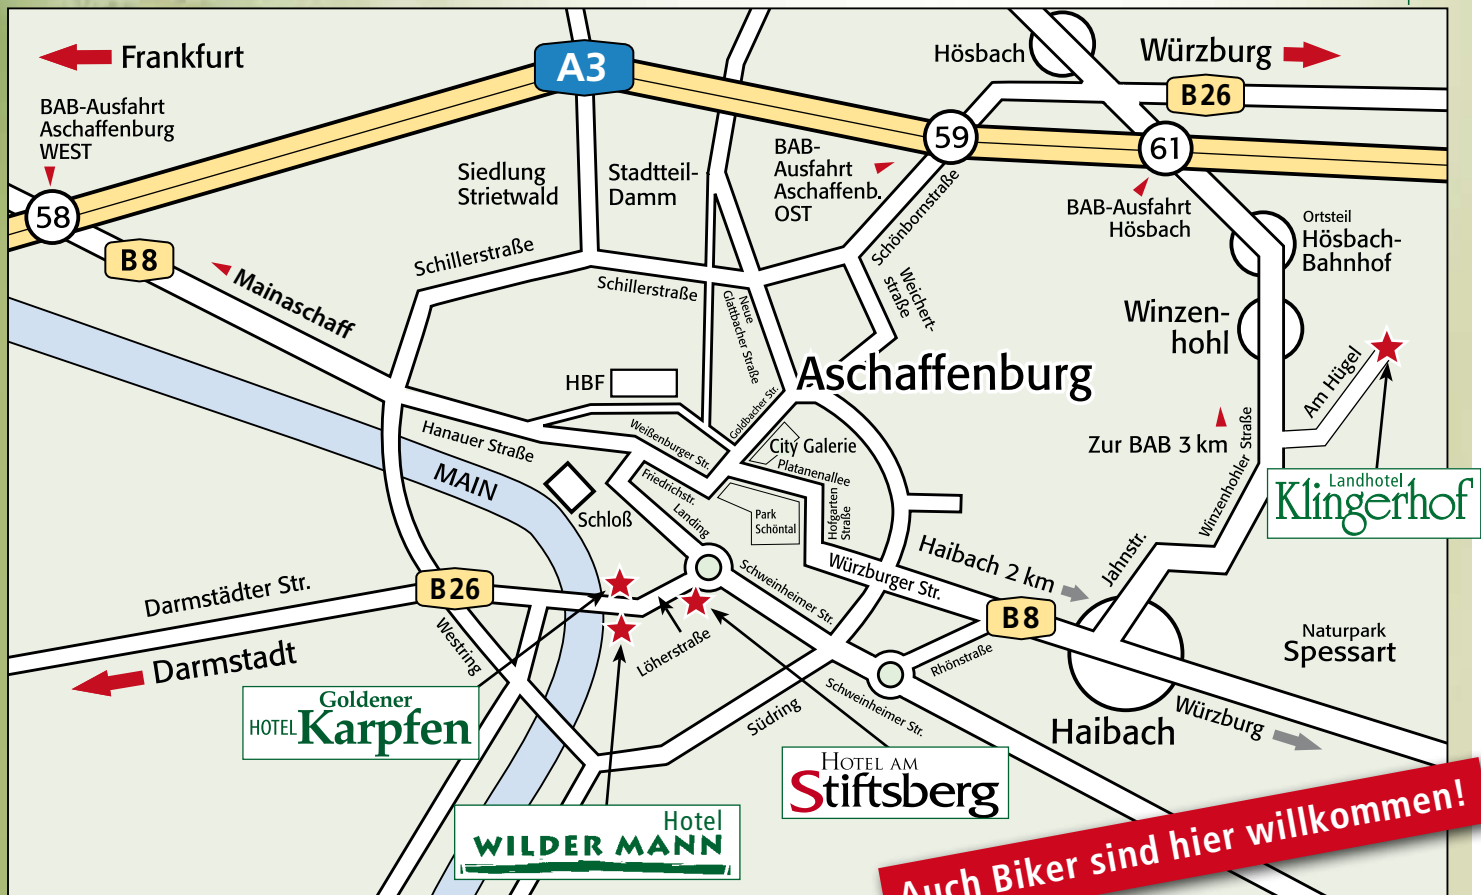 Frankfurt
A3
Hösbach
Würzburg
B26
BAB-Ausfahrt
Aschaffenburg
WEST
58
B8
Siedlung
Strietwald
Stadtteil-
Damm
BAB-
Ausfahrt
Aschaffenb.
OST
59
61
Schönbornstraße
BAB-Ausfahrt
Hösbach
Ortsteil
Hösbach-
Bahnhof
Mainaschaff
Schillerstraße
Schillerstraße
Neue
Glattbacher Straße
Weichert-
straße
Winzen-
hohl
Aschaffenburg
HBF
Goldbacher Str.
Am Hügel
Hanauer Straße
Weißenburger Str.
City Galerie
Platanenallee
Zur BAB 3 km
Winzenhohler Straße
MAIN
Schloß
Friedrichstr.
Landing
Park
Schöntal
Hofgarten
Straße
Landhotel
Klingerhof
Haibach 2 km
Jahnstr.
Darmstädter Str.
B26
Schweinheimer Str.
Würzburger Str.
B8
Naturpark
Spessart
Darmstadt
Westring
Löherstraße
Rhönstraße
Schweinheimer Str.
Südring
Haibach
Würzburg
Goldener
HOTEL Karpfen
HOTEL AM
Stiftsberg
Hotel
WILDER MANN
Auch Biker sind hier willkommen!